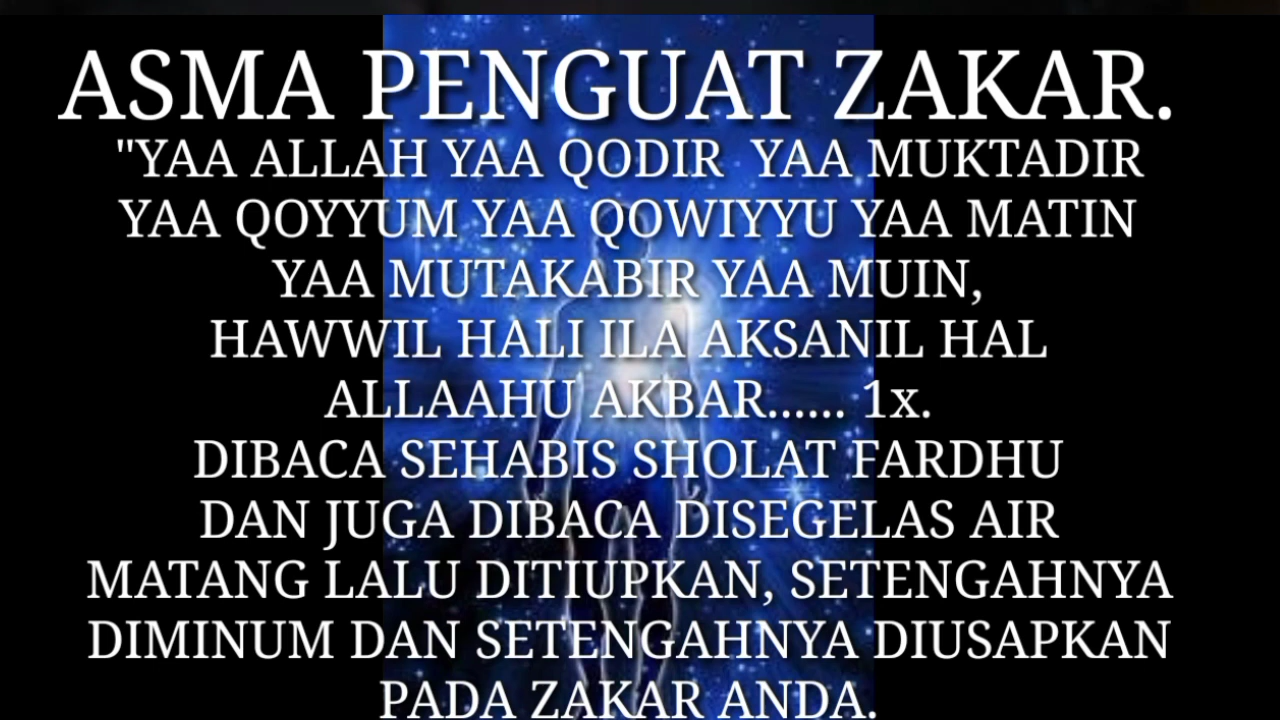 ASMA PENGUAT ZAKAR.
"YAA ALLAH YAA QODIR YAA MUKTADIR
YAA QOYYUM YAA QOWIYYU YAA MATIN
YAA MUTAKABIR YAA MUIN,
HAWWIL HALI ILA AKSANIL HAL
ALLAAHU AKBAR...... 1x.
DIBACA SEHABIS SHOLAT FARDHU
DAN JUGA DIBACA DISEGELAS AIR
MATANG LALU DITIUPKAN, SETENGAHNYA
DIMINUM DAN SETENGAHNYA DIUSAPKAN
PADA ZAKAR ANDA.